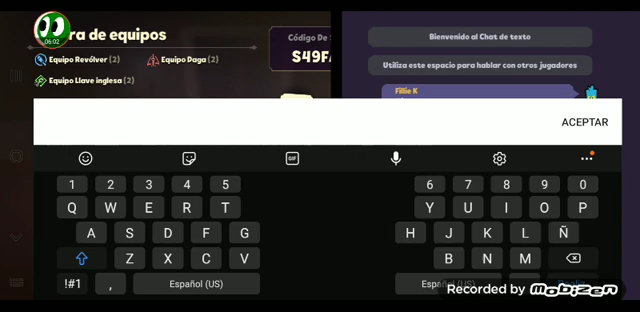 ra de equipos
06:02
Código De S
S49F
Equipo Revólver (2)
Equipo Daga (2)
Equipo Llave inglesa (2)
Bienvenido al Chat de texto
Utiliza este espacio para hablar con otros jugadores
Fillie K
ACEPTAR
GIF
1 2 3 4 5 6 7 8 9 0
Q W E R T Y U I O P
A S D F G H J K L Ñ
Z X C V B N M
!#1 , Español (US) Español (US)
Recorded by Mobizen